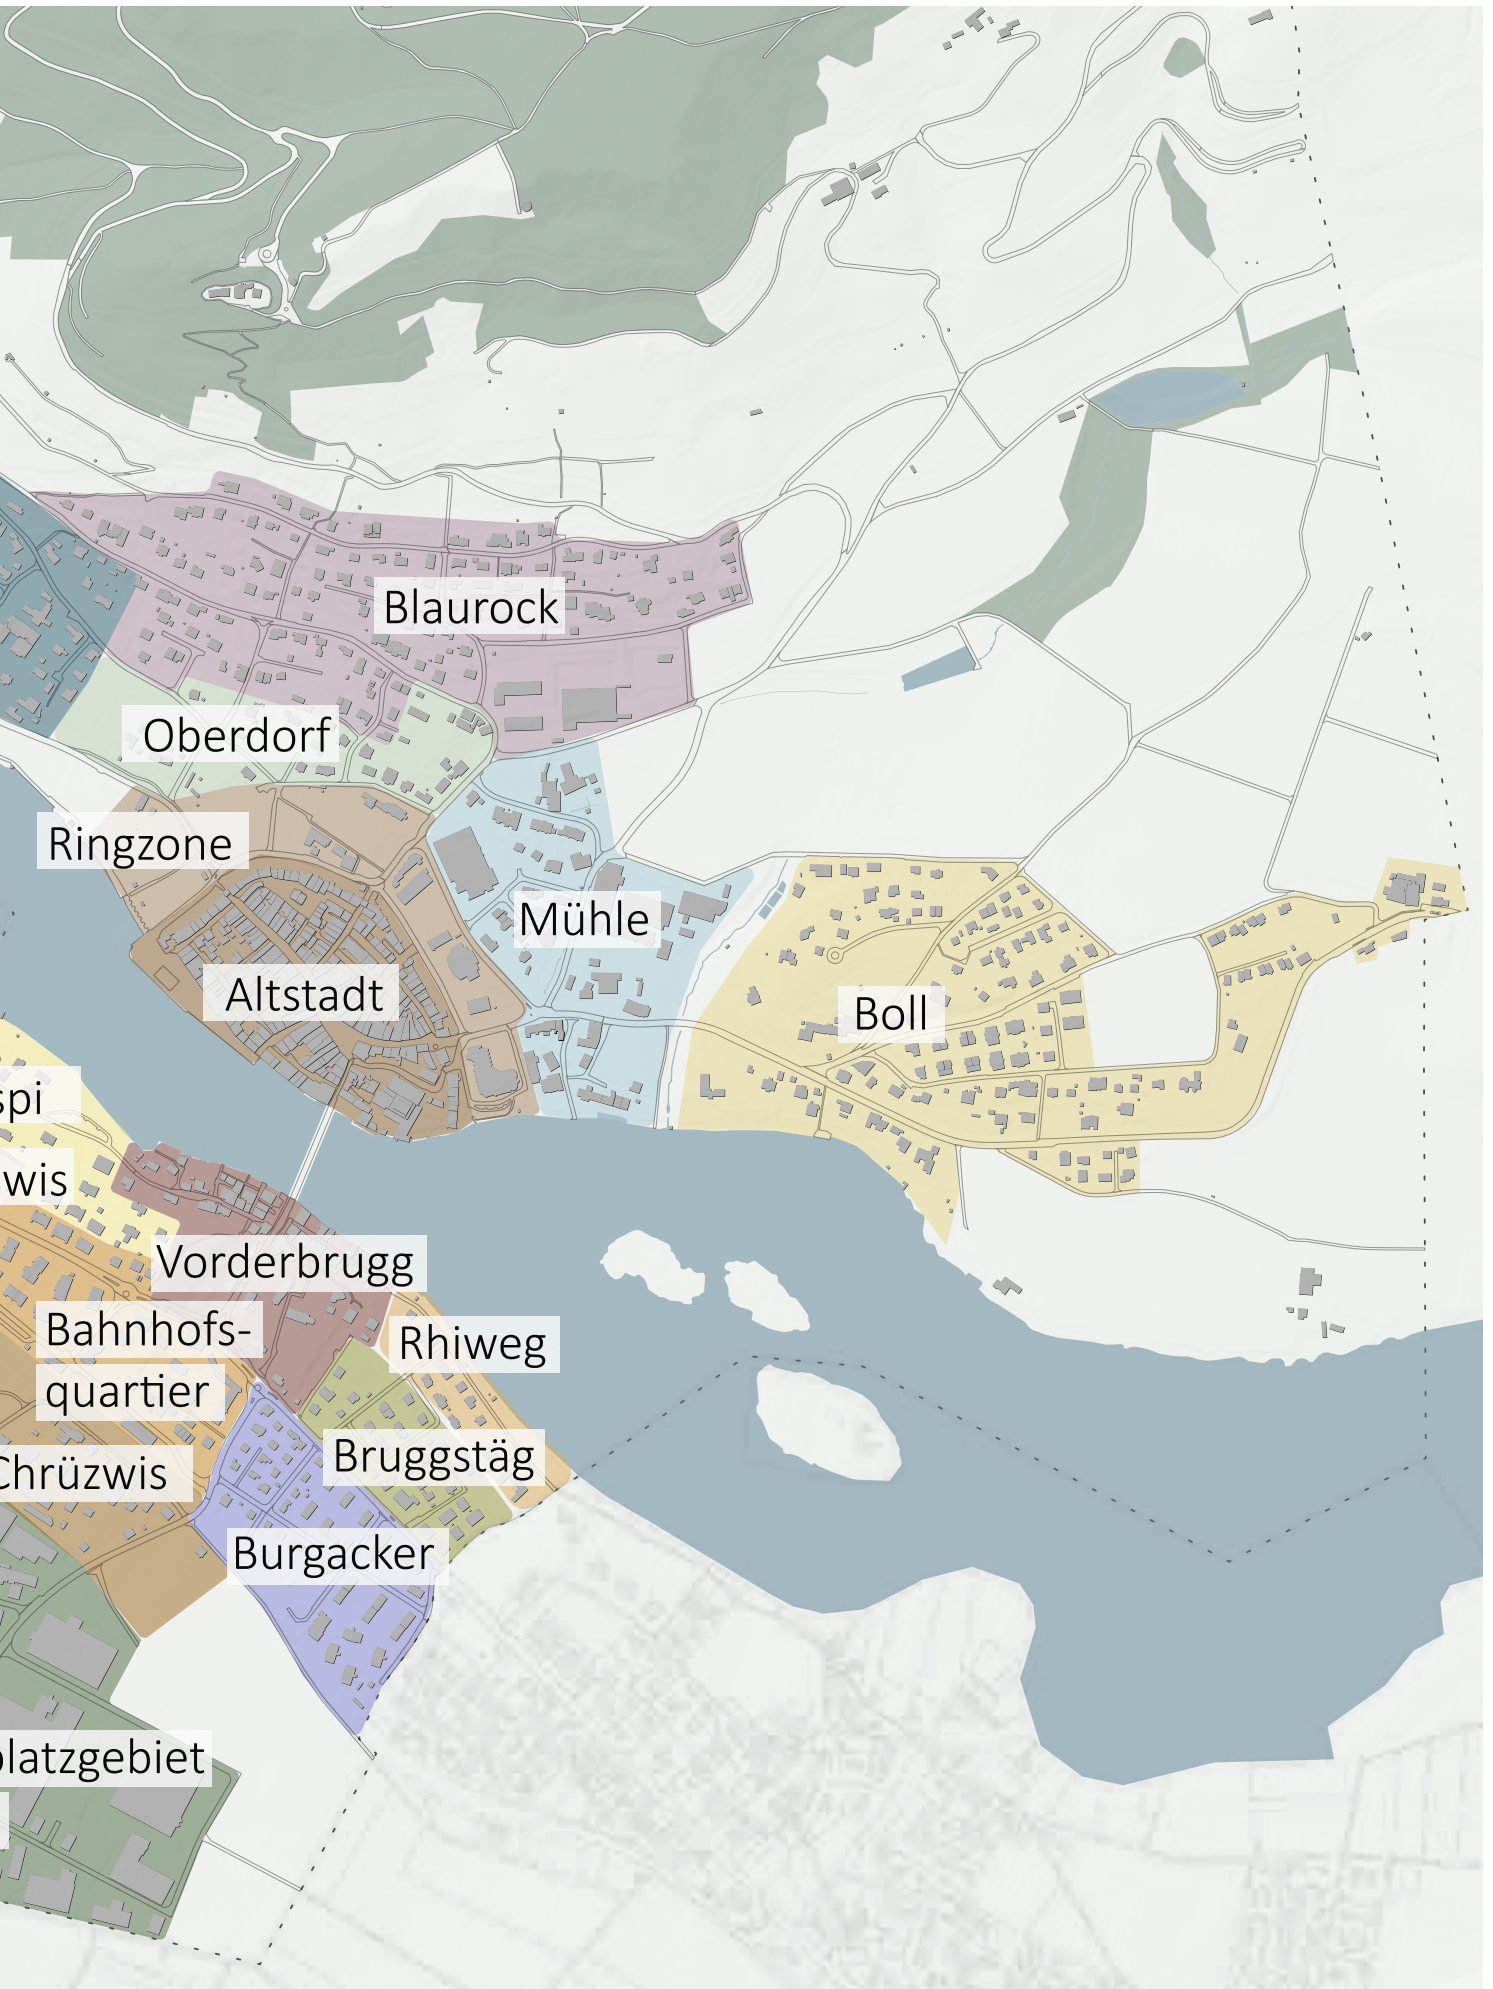 Blaurock
Oberdorf
Ringzone
Mühle
Altstadt
Boll
spi
wis
Vorderbrugg
Bahnhofs-
quartier
Rhiweg
Bruggstäg
Chrüzwis
Burgacker
platzgebiet